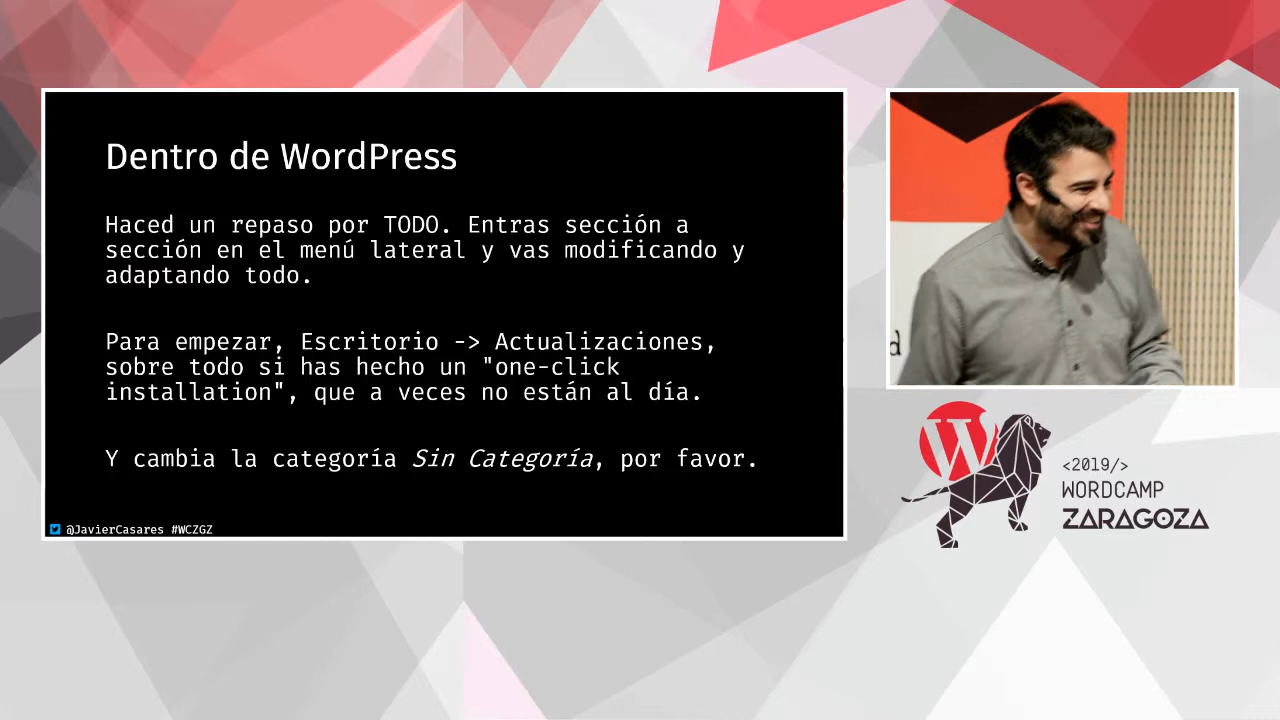 Dentro de WordPress
Haced un repaso por TODO. Entras sección a
sección en el menú lateral y vas modificando y
adaptando todo.
Para empezar, Escritorio -> Actualizaciones,
sobre todo si has hecho un "one-click
installation", que a veces no están al día.
Y cambia la categoría Sin Categoría, por favor.
@JavierCasares #WCZGZ
d
W
<2019/>
WORDCAMP
ZARAGOZA